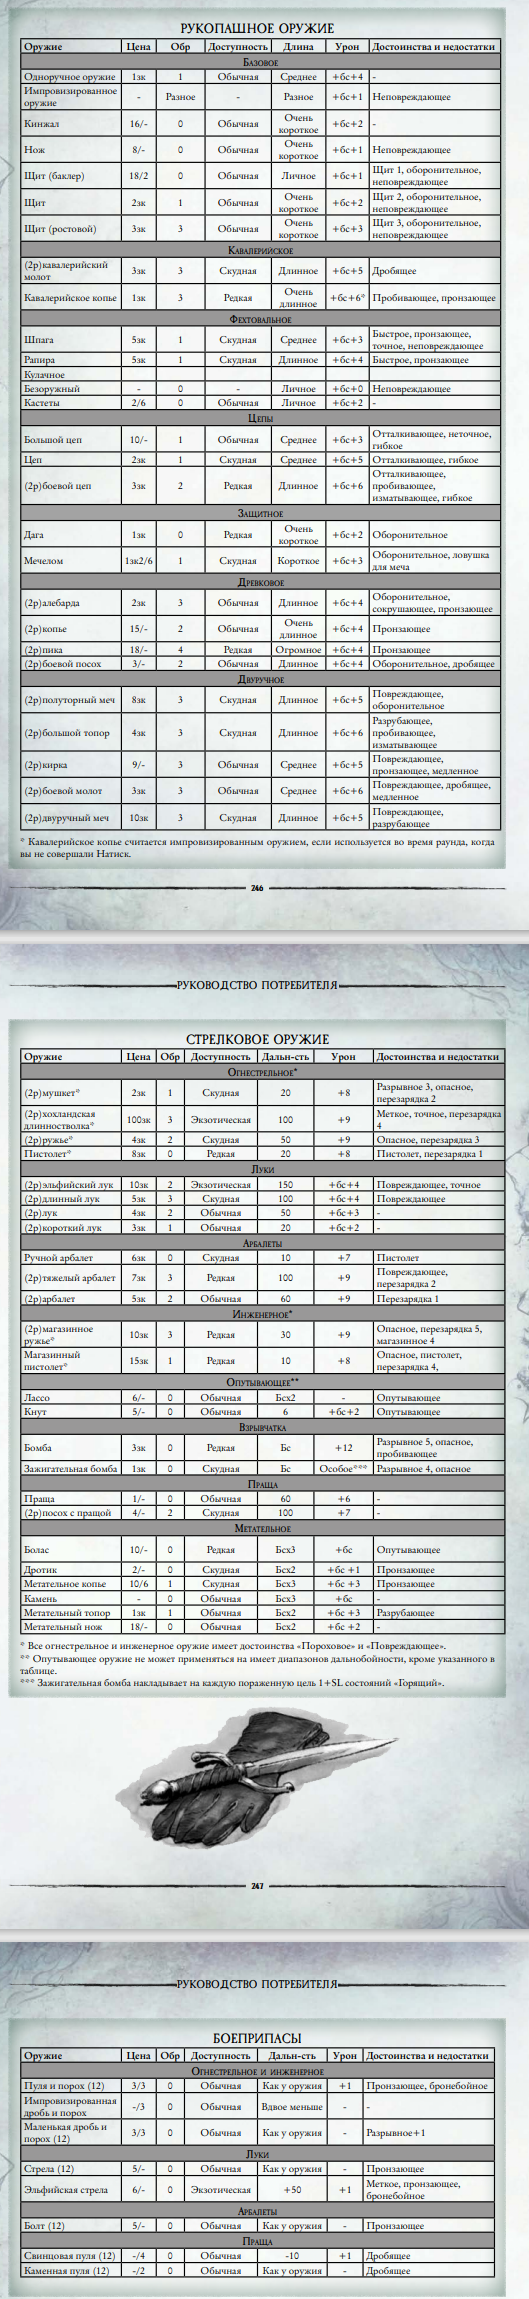 РУКОПАШНОЕ ОРУЖИЕ
Оружие Цена Обр Доступность Длина Урон Достоинства и недостатки
Базовое
Одноручное оружие 1зк 1 Обычная Среднее +бс+4 -
Импровизированное оружие - Разное - Разное +бс+1 Неповреждающее
Кинжал 16/- 0 Обычная Очень короткое +бс+2 -
Нож 8/- 0 Обычная Очень короткое +бс+1 Неповреждающее
Щит (баклер) 18/2 0 Обычная Личное +бс+1 Щит 1, оборонительное, неповреждающее
Щит 2зк 1 Обычная Очень короткое +бс+2 Щит 2, оборонительное, неповреждающее
Щит (ростовой) 3зк 3 Обычная Очень короткое +бс+3 Щит 3, оборонительное, неповреждающее
Кавалерийское
(2р)кавалерийский молот 3зк 3 Скудная Длинное +бс+5 Дробящее
Кавалерийское копье 1зк 3 Редкая Очень длинное +бс+6* Пробивающее, пронзающее
Фехтовальное
Шпага 5зк 1 Скудная Среднее +бс+3 Быстрое, пронзающее, точное, неповреждающее
Рапира 5зк 1 Скудная Длинное +бс+4 Быстрое, пронзающее
Кулачное
Безоружный - 0 - Личное +бс+0 Неповреждающее
Кастеты 2/6 0 Обычная Личное +бс+2 -
Цепы
Большой цеп 10/- 1 Обычная Среднее +бс+3 Отталкивающее, неточное, гибкое
Цеп 2зк 1 Скудная Среднее +бс+5 Отталкивающее, гибкое
(2р)боевой цеп 3зк 2 Редкая Длинное +бс+6 Отталкивающее, пробивающее, изматывающее, гибкое
Защитное
Дага 1зк 0 Редкая Очень короткое +бс+2 Оборонительное
Мечелом 1зк2/6 1 Скудная Короткое +бс+3 Оборонительное, ловушка для меча
Древковое
(2р)алебарда 2зк 3 Обычная Длинное +бс+4 Оборонительное, сокрушающее, пронзающее
(2р)копье 15/- 2 Обычная Очень длинное +бс+4 Пронзающее
(2р)пика 18/- 4 Редкая Огромное +бс+4 Пронзающее
(2р)боевой посох 3/- 2 Обычная Длинное +бс+4 Оборонительное, дробящее
Двуручное
(2р)полуторный меч 8зк 3 Скудная Длинное +бс+5 Повреждающее, оборонительное
(2р)большой топор 4зк 3 Скудная Длинное +бс+6 Разрубающее, пробивающее, изматывающее
(2р)кирка 9/- 3 Обычная Среднее +бс+5 Повреждающее, пронзающее, медленное
(2р)боевой молот 3зк 3 Обычная Среднее +бс+6 Повреждающее, дробящее, медленное
(2р)двуручный меч 10зк 3 Скудная Длинное +бс+5 Повреждающее, разрубающее
* Кавалерийское копье считается импровизированным оружием, если используется во время раунда, когда
вы не совершали Натиск.
246
РУКОВОДСТВО ПОТРЕБИТЕЛЯ
СТРЕЛКОВОЕ ОРУЖИЕ
Оружие Цена Обр Доступность Дальн-сть Урон Достоинства и недостатки
Огнестрельное*
(2р)мушкет* 2зк 1 Скудная 20 +8 Разрывное 3, опасное, перезарядка 2
(2р)хохландская длинностволка* 100зк 3 Экзотическая 100 +9 Меткое, точное, перезарядка 4
(2р)ружье* 4зк 2 Скудная 50 +9 Опасное, перезарядка 3
Пистолет* 8зк 0 Редкая 20 +8 Пистолет, перезарядка 1
Луки
(2р)эльфийский лук 10зк 2 Экзотическая 150 +бс+4 Повреждающее, точное
(2р)длинный лук 5зк 3 Скудная 100 +бс+4 Повреждающее
(2р)лук 4зк 2 Обычная 50 +бс+3 -
(2р)короткий лук 3зк 1 Обычная 20 +бс+2 -
Арбалеты
Ручной арбалет 6зк 0 Скудная 10 +7 Пистолет
(2р)тяжелый арбалет 7зк 3 Редкая 100 +9 Повреждающее, перезарядка 2
(2р)арбалет 5зк 2 Обычная 60 +9 Перезарядка 1
Инженерное*
(2р)магазинное ружье* 10зк 3 Редкая 30 +9 Опасное, перезарядка 5, магазинное 4
Магазинный пистолет* 15зк 1 Редкая 10 +8 Опасное, пистолет, перезарядка 4,
Опутывающее**
Лассо 6/- 0 Обычная Бсх2 - Опутывающее
Кнут 5/- 0 Обычная 6 +бс+2 Опутывающее
Взрывчатка
Бомба 3зк 0 Редкая Бс +12 Разрывное 5, опасное, пробивающее
Зажигательная бомба 1зк 0 Скудная Бс Особое*** Разрывное 4, опасное
Праща
Праща 1/- 0 Обычная 60 +6 -
(2р)посох с пращой 4/- 2 Скудная 100 +7 -
Метательное
Болас 10/- 0 Редкая Бсх3 +бс Опутывающее
Дротик 2/- 0 Скудная Бсх2 +бс +1 Пронзающее
Метательное копье 10/6 1 Скудная Бсх3 +бс +3 Пронзающее
Камень - 0 Обычная Бсх3 +бс -
Метательный топор 1зк 1 Обычная Бсх2 +бс +3 Разрубающее
Метательный нож 18/- 0 Обычная Бсх2 +бс +2 -
* Все огнестрельное и инженерное оружие имеет достоинства «Пороховое» и «Повреждающее».
** Опутывающее оружие не может применяться на имеет диапазонов дальнобойности, кроме указанного в
таблице.
*** Зажигательная бомба накладывает на каждую пораженную цель 1+SL состояний «Горящий».
247
РУКОВОДСТВО ПОТРЕБИТЕЛЯ
БОЕПРИПАСЫ
Оружие Цена Обр Доступность Дальн-сть Урон Достоинства и недостатки
Огнестрельное и инженерное
Пуля и порох (12) 3/3 0 Обычная Как у оружия +1 Пронзающее, бронебойное
Импровизированная дробь и порох -/3 0 Обычная Вдвое меньше - -
Маленькая дробь и порох (12) 3/3 0 Обычная Как у оружия - Разрывное+1
Луки
Стрела (12) 5/- 0 Обычная Как у оружия - Пронзающее
Эльфийская стрела 6/- 0 Экзотическая +50 +1 Меткое, пронзающее, бронебойное
Арбалеты
Болт (12) 5/- 0 Обычная Как у оружия - Пронзающее
Праща
Свинцовая пуля (12) -/4 0 Обычная -10 +1 Дробящее
Каменная пуля (12) -/2 0 Обычная Как у оружия - Дробящее